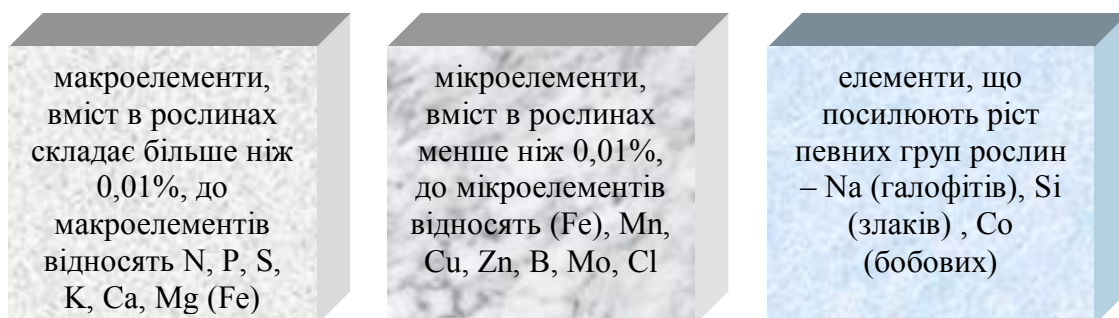 макроелементи,
вміст в рослинах
складає більше ніж
0,01%, до
макроелементів
відносять N, P, S,
K, Ca, Mg (Fe)
мікроелементи,
вміст в рослинах
менше ніж 0,01%,
до мікроелементів
відносять (Fe), Mn,
Cu, Zn, B, Mo, Cl
елементи, що
посилюють ріст
певних груп рослин
– Na (галофітів), Si
(злаків) , Co
(бобових)